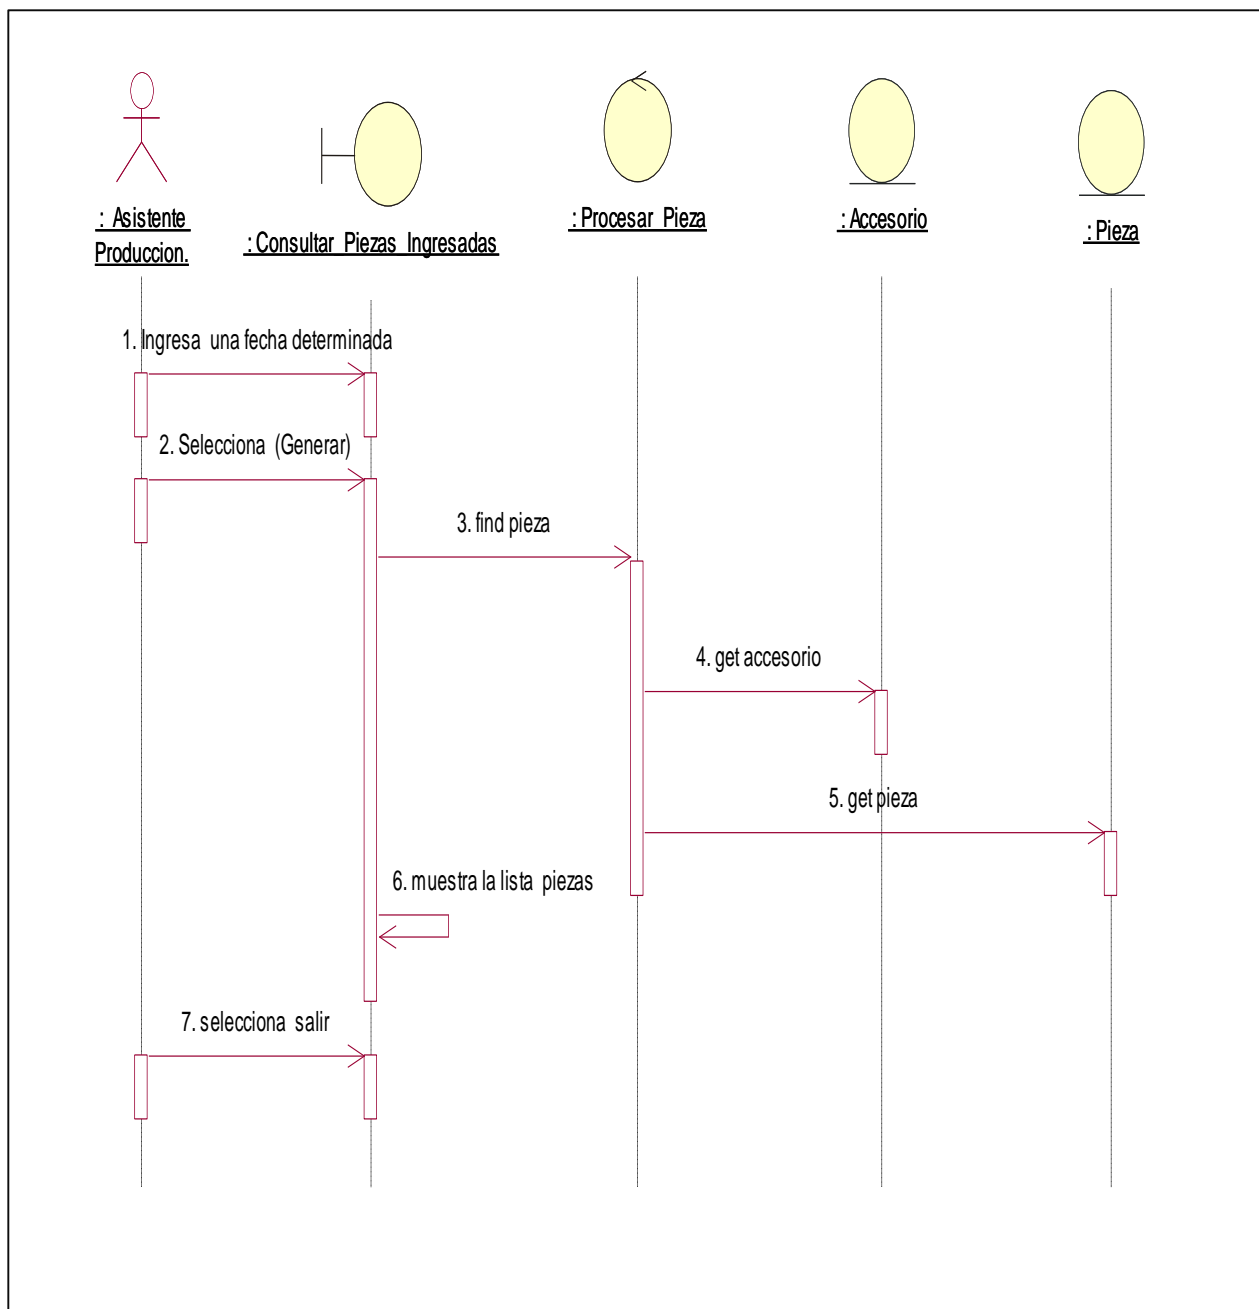 : Asistente
Produccion.
: Consultar Piezas Ingresadas
: Procesar Pieza
: Accesorio
: Pieza
1. Ingresa una fecha determinada
2. Selecciona (Generar)
3. find pieza
4. get accesorio
5. get pieza
6. muestra la lista piezas
7. selecciona salir